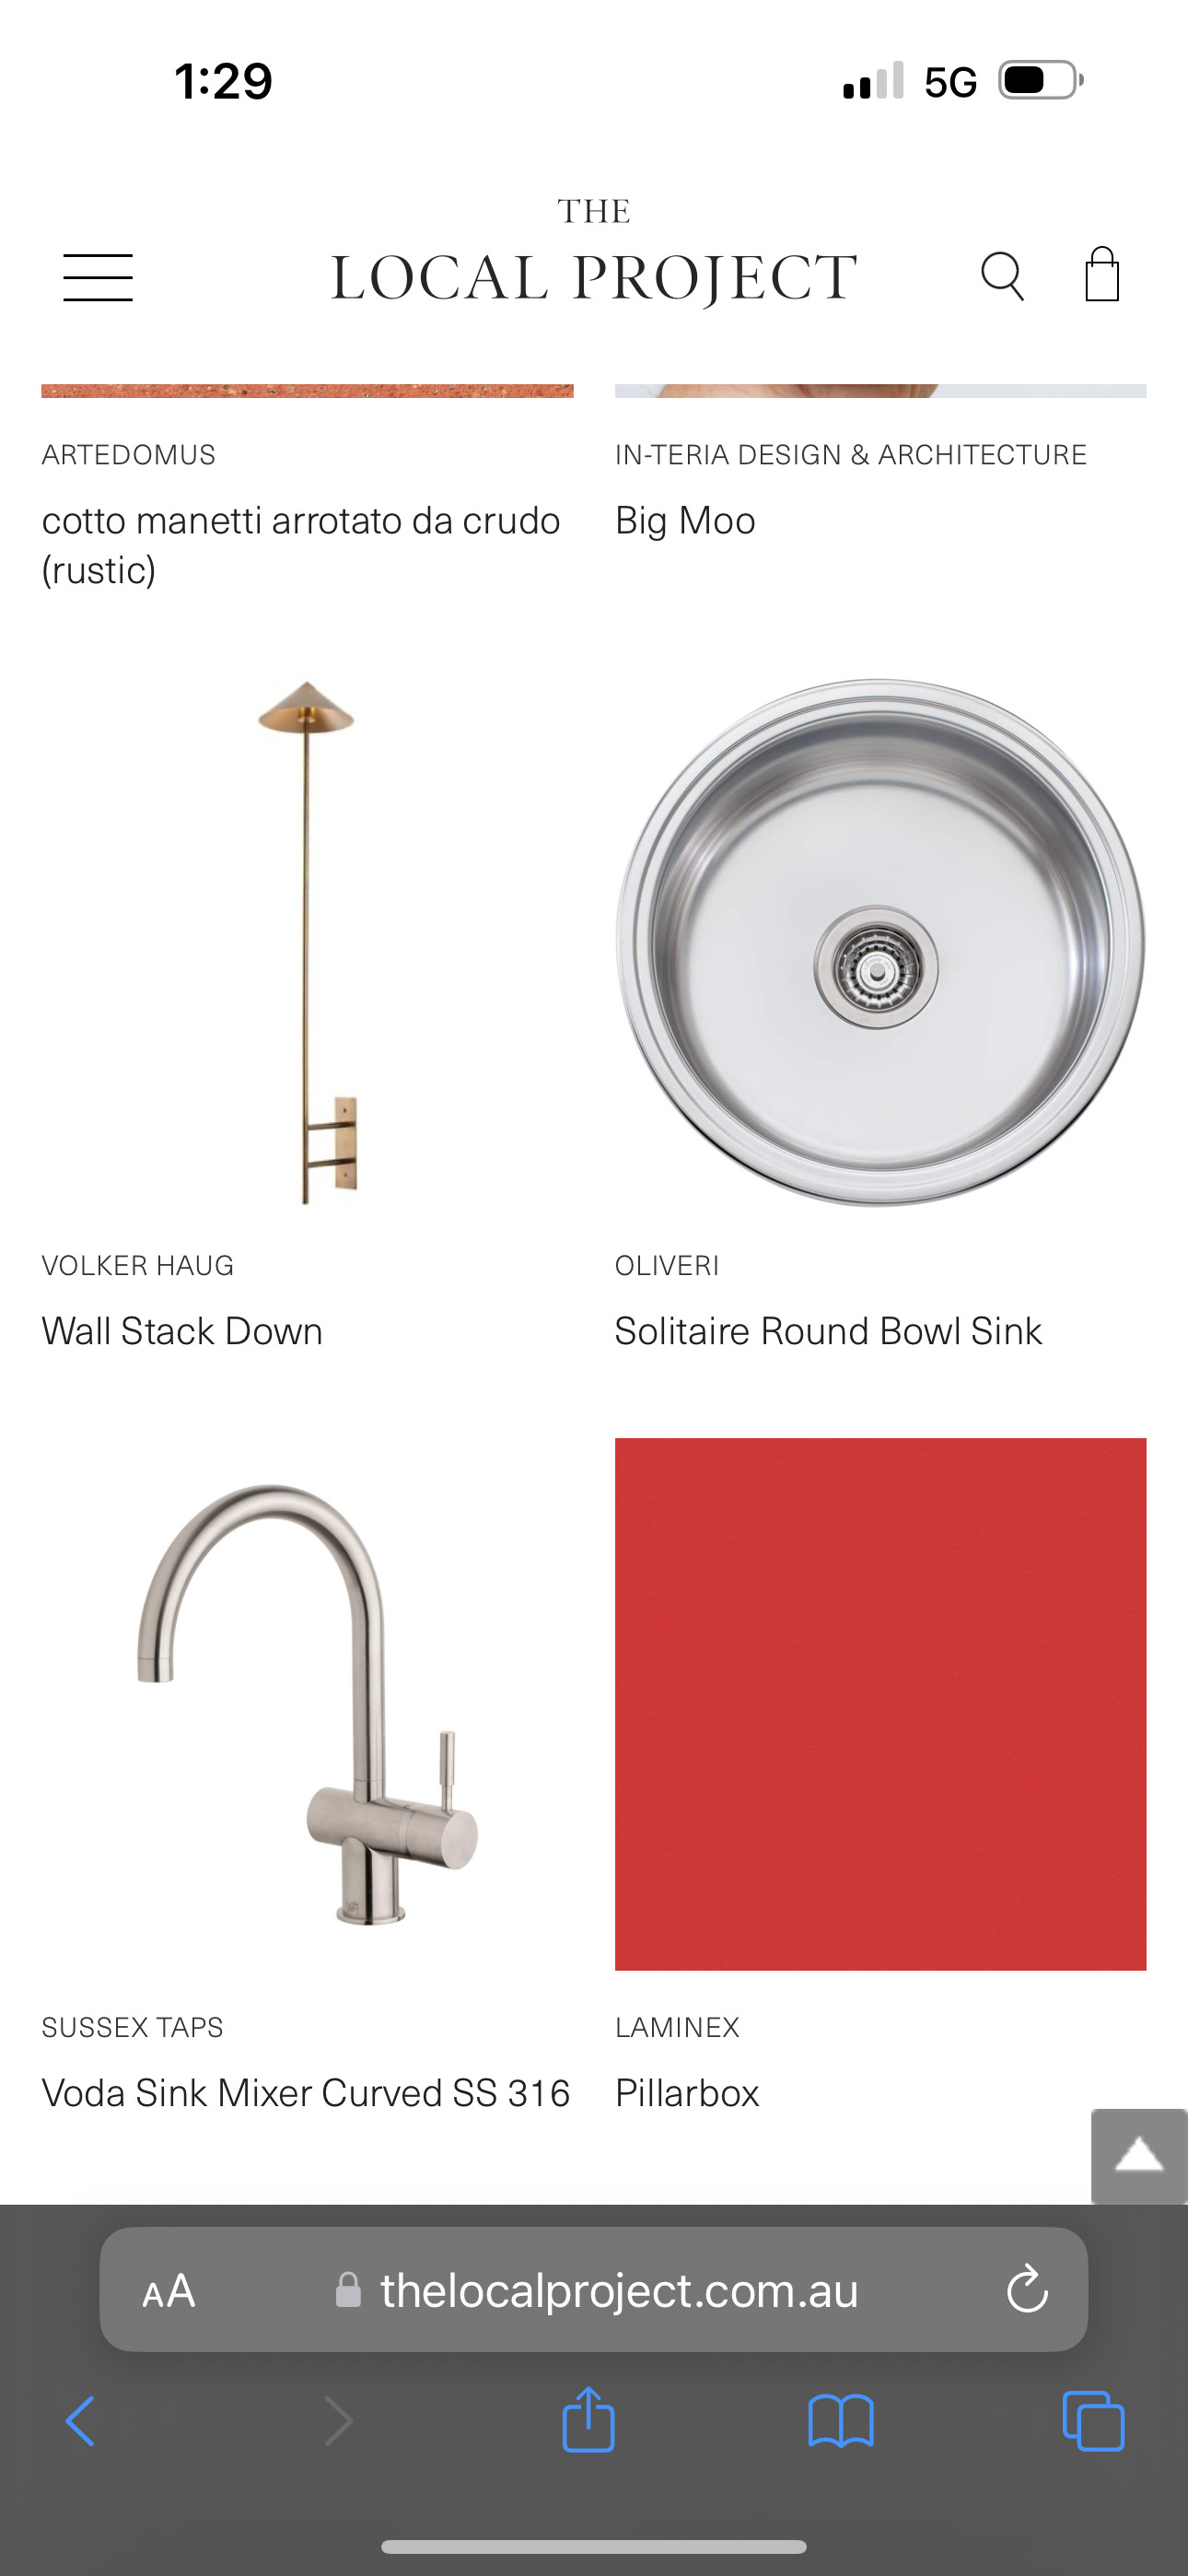 1:29
5G
THE
LOCAL PROJECT
ARTEDOMUS
cotto manetti arrotato da crudo
(rustic)
IN-TERIA DESIGN & ARCHITECTURE
Big Moo
VOLKER HAUG
Wall Stack Down
OLIVERI
Solitaire Round Bowl Sink
SUSSEX TAPS
Voda Sink Mixer Curved SS 316
LAMINEX
Pillarbox
AA
thelocalproject.com.au